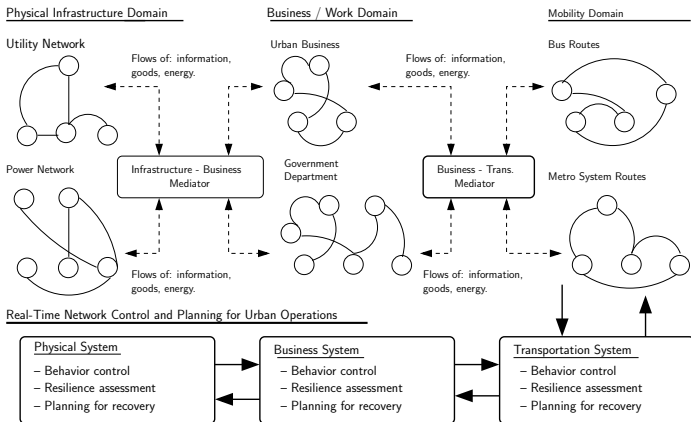 Physical Infrastructure Domain
Business / Work Domain
Mobility Domain
Utility Network
Urban Business
Bus Routes
Flows of: information,
goods, energy.
Flows of: information,
goods, energy.
Power Network
Infrastructure - Business
Mediator
Government
Department
Business - Trans.
Mediator
Metro System Routes
Flows of: information,
goods, energy.
Flows of: information,
goods, energy.
Real-Time Network Control and Planning for Urban Operations
Physical System
– Behavior control
– Resilience assessment
– Planning for recovery
Business System
– Behavior control
– Resilience assessment
– Planning for recovery
Transportation System
– Behavior control
– Resilience assessment
– Planning for recovery